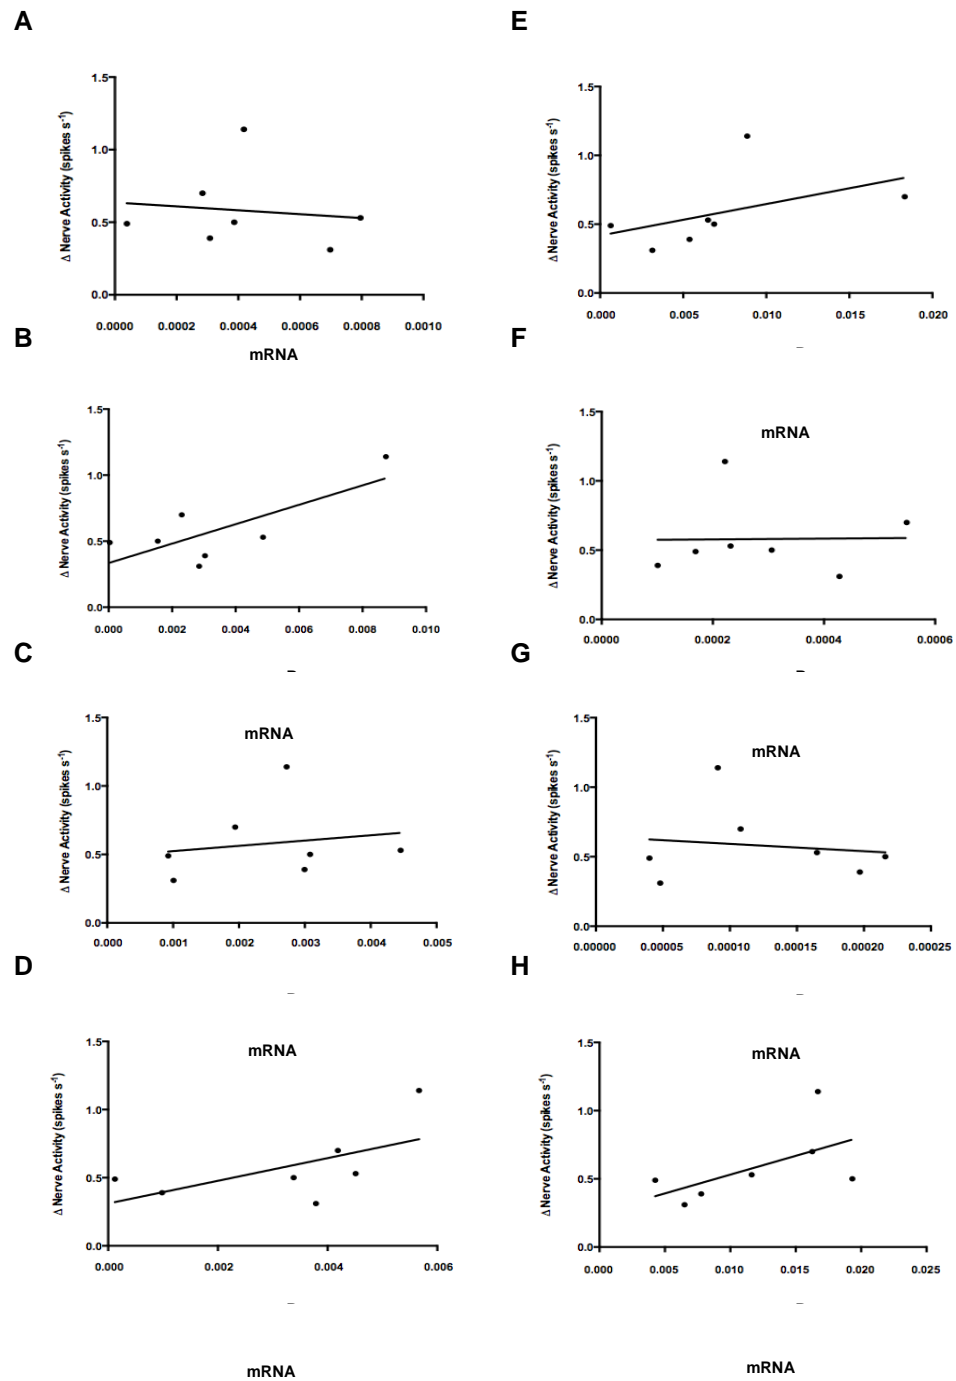 A
1.5
1.0
0.5
0.0
Δ Nerve Activity (spikes s-1)
0.0000 0.0002 0.0004 0.0006 0.0008 0.0010
mRNA
B
1.5
1.0
0.5
0.0
Δ Nerve Activity (spikes s-1)
0.000 0.002 0.004 0.006 0.008 0.010
C
1.5
1.0
0.5
0.0
Δ Nerve Activity (spikes s-1)
mRNA
0.000 0.001 0.002 0.003 0.004 0.005
D
1.5
1.0
0.5
0.0
Δ Nerve Activity (spikes s-1)
mRNA
0.000 0.002 0.004 0.006
mRNA
E
1.5
1.0
0.5
0.0
Δ Nerve Activity (spikes s-1)
0.000 0.005 0.010 0.015 0.020
F
1.5
1.0
0.5
0.0
Δ Nerve Activity (spikes s-1)
mRNA
0.0000 0.0002 0.0004 0.0006
G
1.5
1.0
0.5
0.0
Δ Nerve Activity (spikes s-1)
mRNA
0.00000 0.00005 0.00010 0.00015 0.00020 0.00025
H
1.5
1.0
0.5
0.0
Δ Nerve Activity (spikes s-1)
mRNA
0.000 0.005 0.010 0.015 0.020 0.025
mRNA